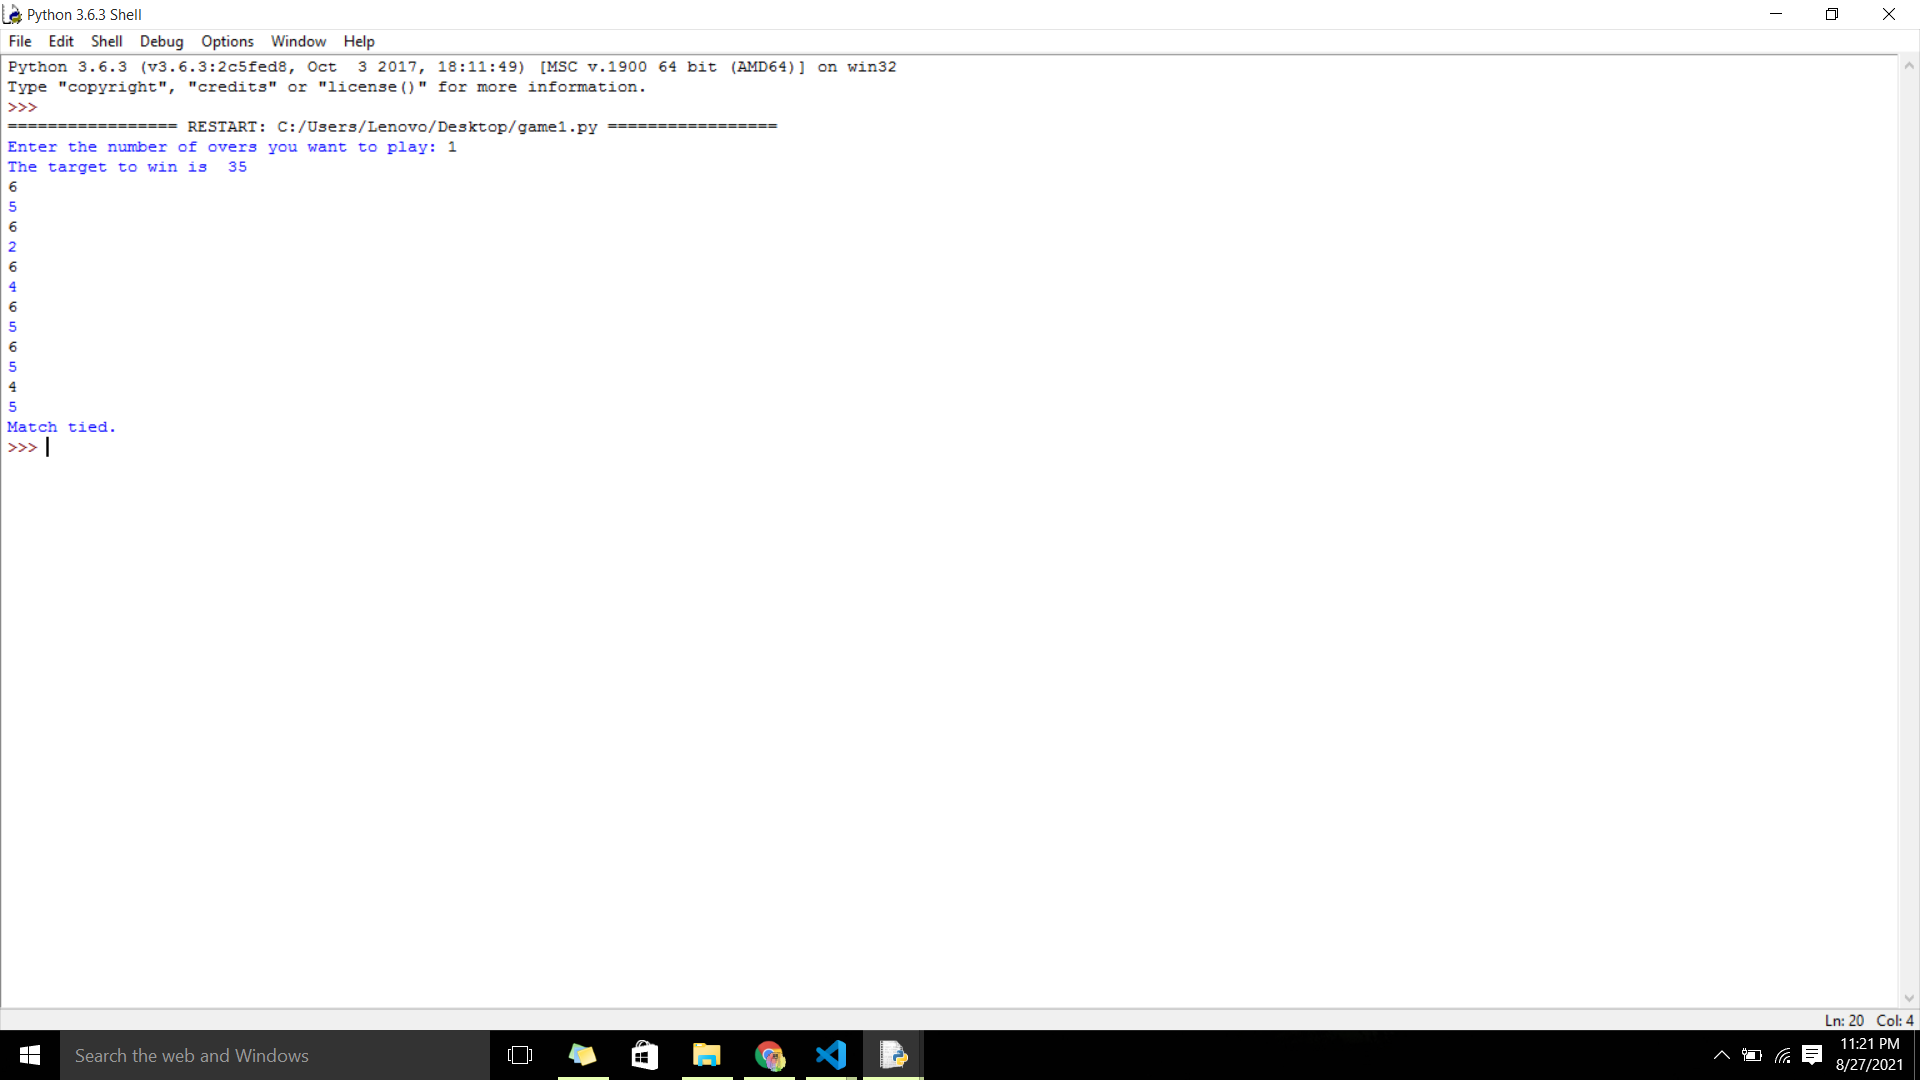 Python 3.6.3 Shell
File Edit Shell Debug Options Window Help
Python 3.6.3 (v3.6.3:2c5fed8, Oct  3 2017, 18:11:49) [MSC v.1900 64 bit (AMD64)] on win32
Type "copyright", "credits" or "license()" for more information.
>>>
================= RESTART: C:/Users/Lenovo/Desktop/game1.py =================
Enter the number of overs you want to play: 1
The target to win is  35
6
5
6
2
6
4
6
5
6
5
4
5
Match tied.
>>>
Ln: 20 Col: 4
Search the web and Windows
11:21 PM
8/27/2021